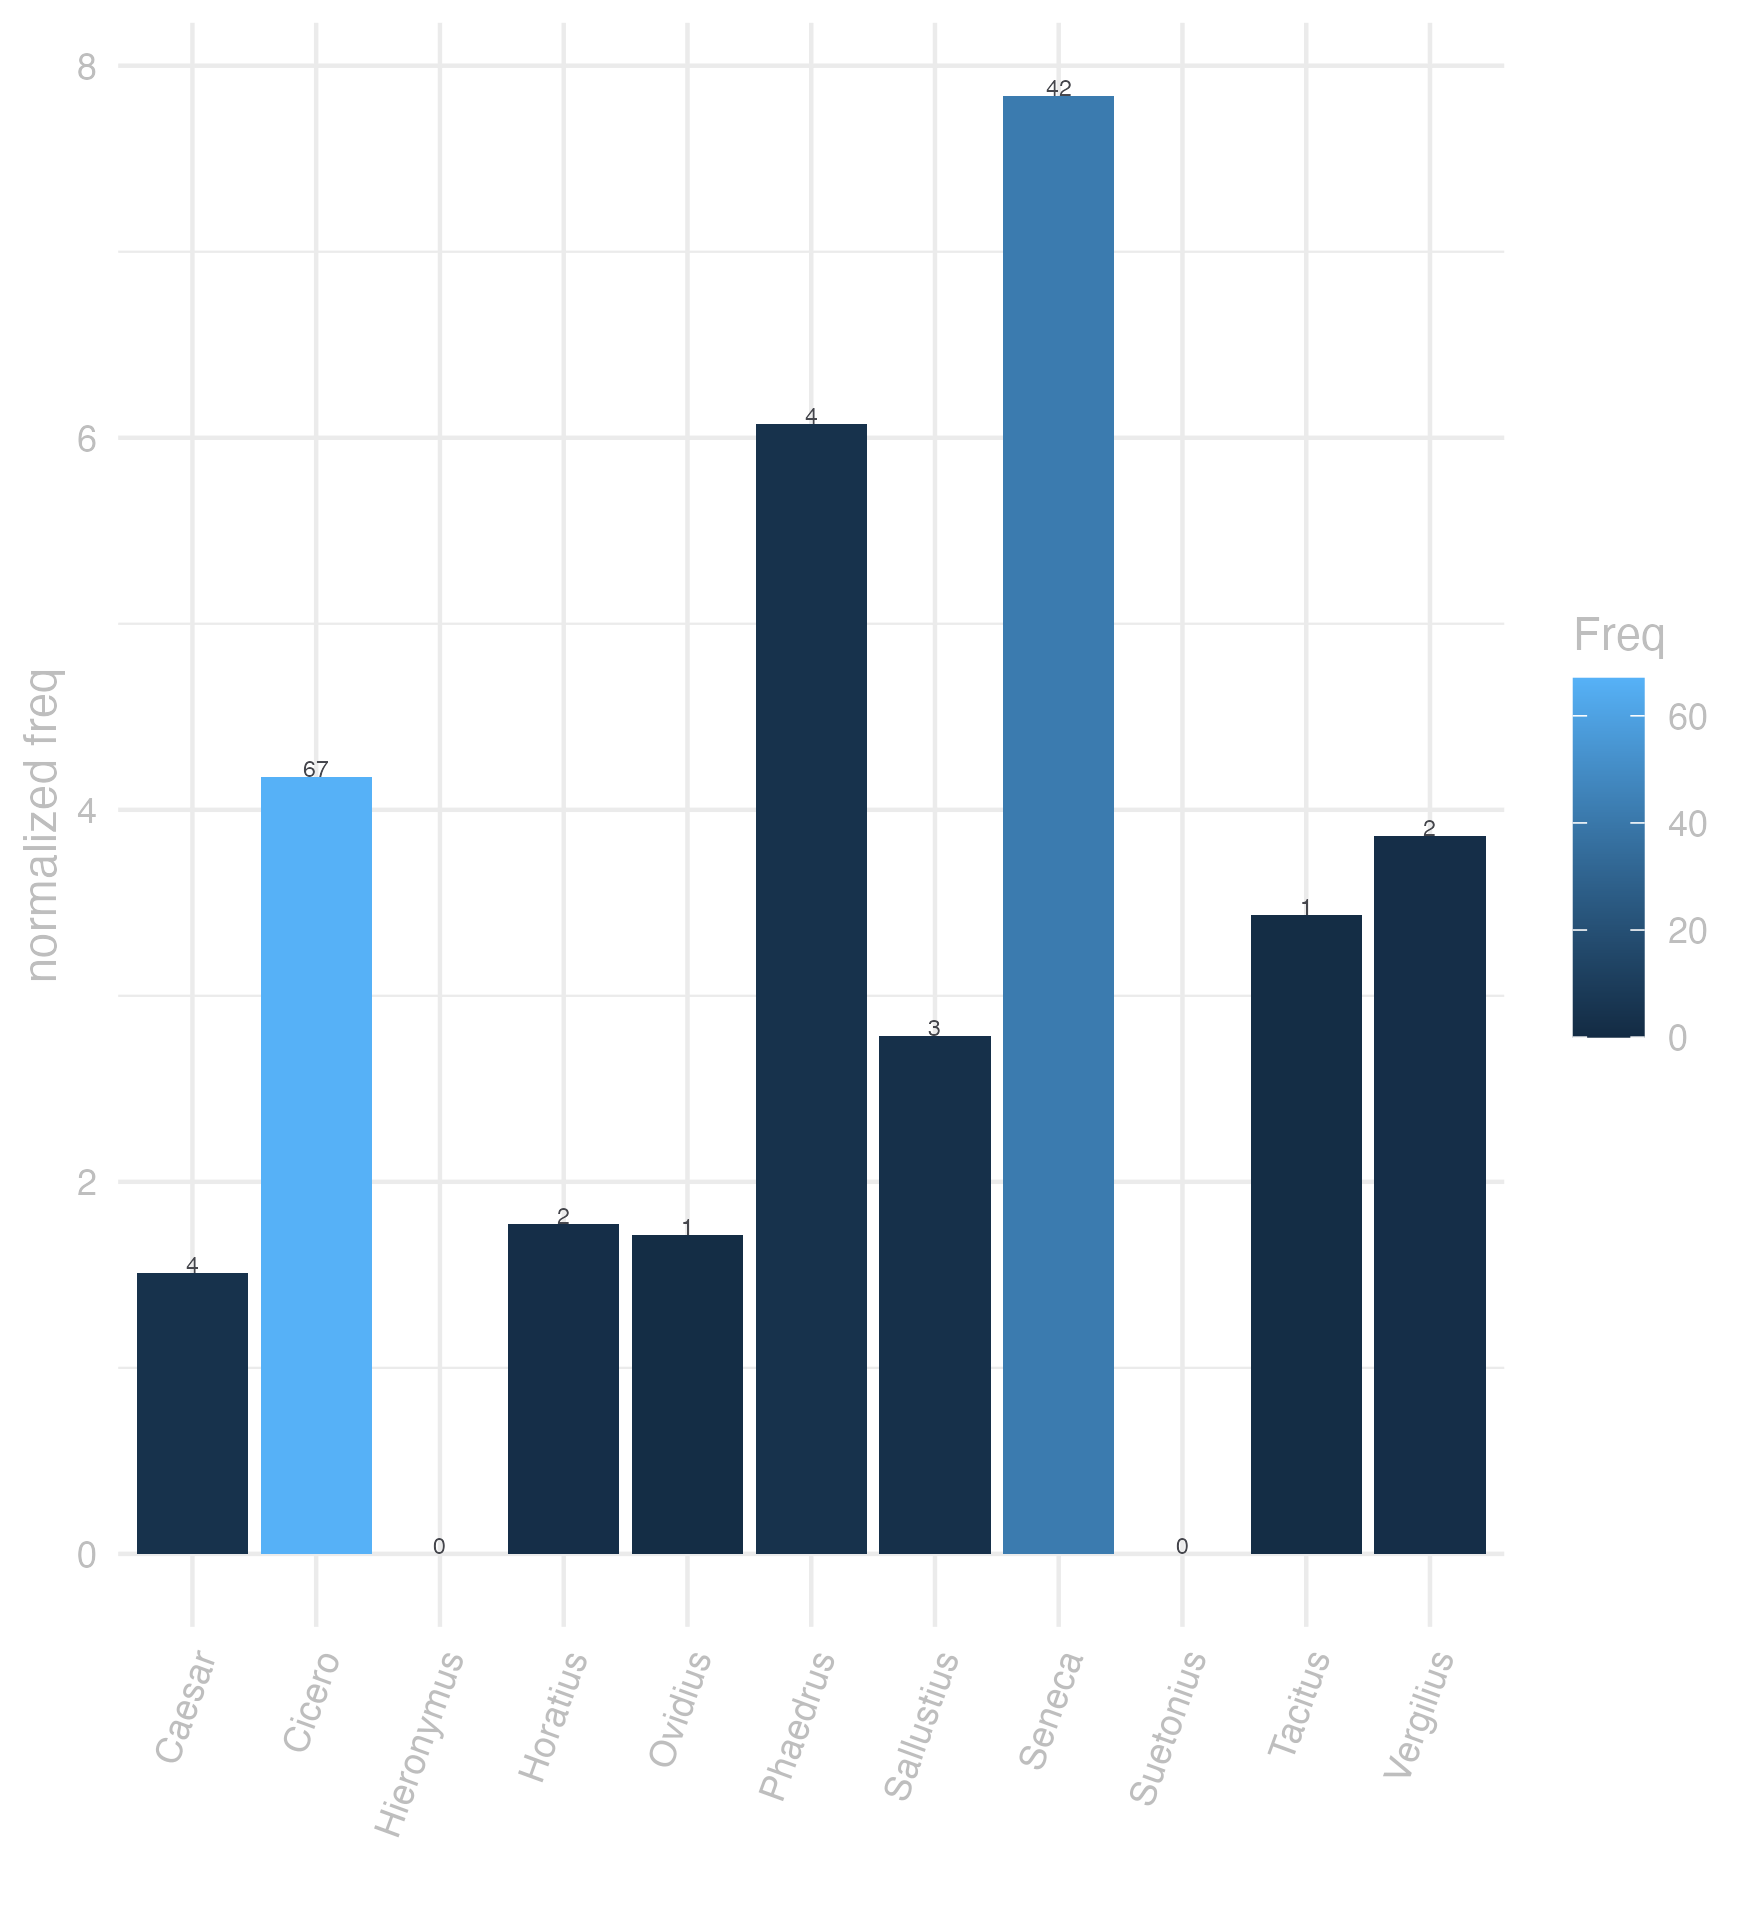 8
6
4
2
0
normalized freq
4
67
0
2
1
4
3
42
0
1
2
Caesar
Cicero
Hieronymus
Horatius
Ovidius
Phaedrus
Sallustius
Seneca
Suetonius
Tacitus
Vergilius
Freq
60
40
20
0